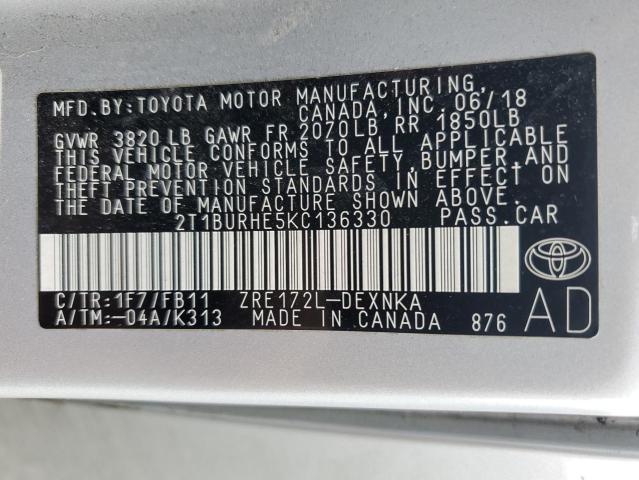 MFD. BY: TOYOTA MOTOR MANUFACTURING,
CANADA, INC. 06/18
GVWR 3820 LB GAWR FR 2070LB, RR 1850LB
THIS VEHICLE CONFORMS TO ALL APPLICABLE
FEDERAL MOTOR VEHICLE SAFETY, BUMPER, AND
THEFT PREVENTION STANDARDS IN EFFECT ON
THE DATE OF MANUFACTURE SHOWN ABOVE.
2T1BURHE5KC136330 PASS. CAR
C/TR: 1F7/FB11 ZRE172L-DEXNKA
A/TM: -04A/K313 MADE IN CANADA 876
AD